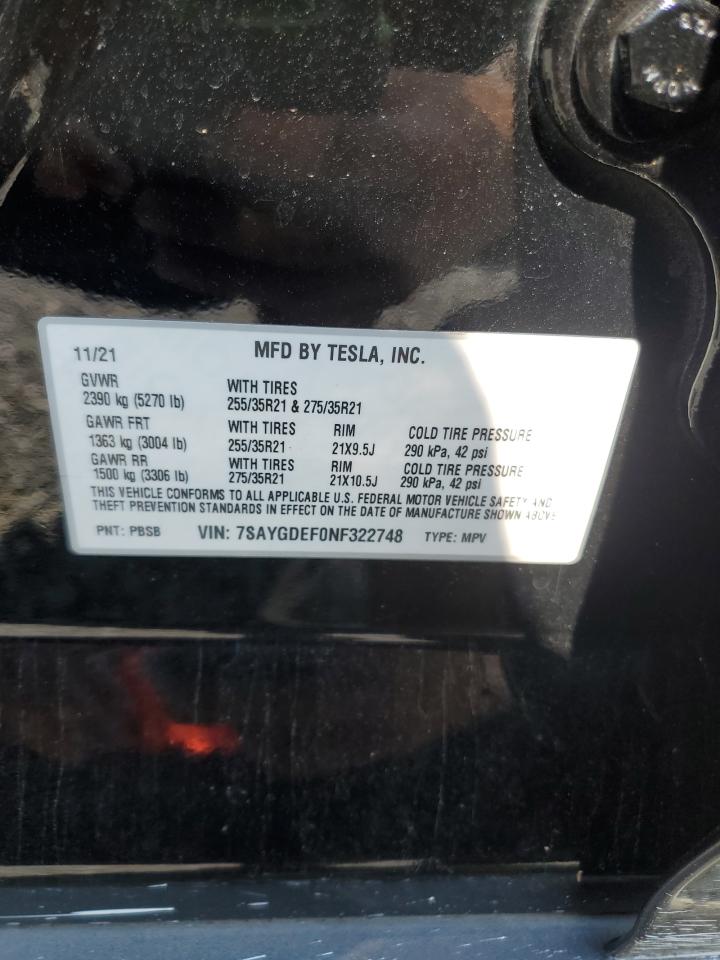 11/21 MFD BY TESLA, INC.
GVWR
2390 kg (5270 lb)
WITH TIRES
255/35R21 & 275/35R21
GAWR FRT
1363 kg (3004 lb)
WITH TIRES
255/35R21
RIM
21X9.5J
COLD TIRE PRESSURE
290 kPa, 42 psi
GAWR RR
1500 kg (3306 lb)
WITH TIRES
275/35R21
RIM
21X10.5J
COLD TIRE PRESSURE
290 kPa, 42 psi
THIS VEHICLE CONFORMS TO ALL APPLICABLE U.S. FEDERAL MOTOR VEHICLE SAFETY AND
THEFT PREVENTION STANDARDS IN EFFECT ON THE DATE OF MANUFACTURE SHOWN ABOVE
PNT: PBSB VIN: 7SAYGDEF0NF322748 TYPE: MPV